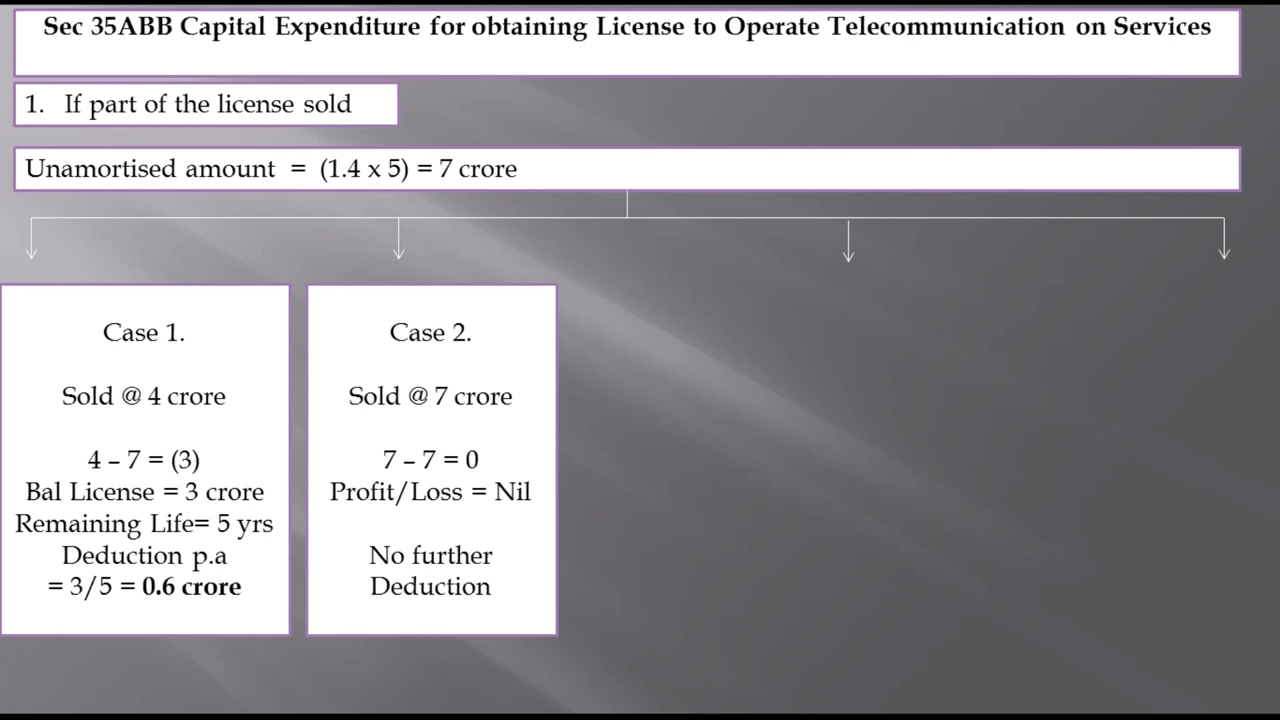 Sec 35ABB Capital Expenditure for obtaining License to Operate Telecommunication on Services
1. If part of the license sold
Unamortised amount = (1.4 x 5) = 7 crore
Case 1.
Sold @ 4 crore
4 – 7 = (3)
Bal License = 3 crore
Remaining Life= 5 yrs
Deduction p.a
= 3/5 = 0.6 crore
Case 2.
Sold @ 7 crore
7 – 7 = 0
Profit/Loss = Nil
No further
Deduction